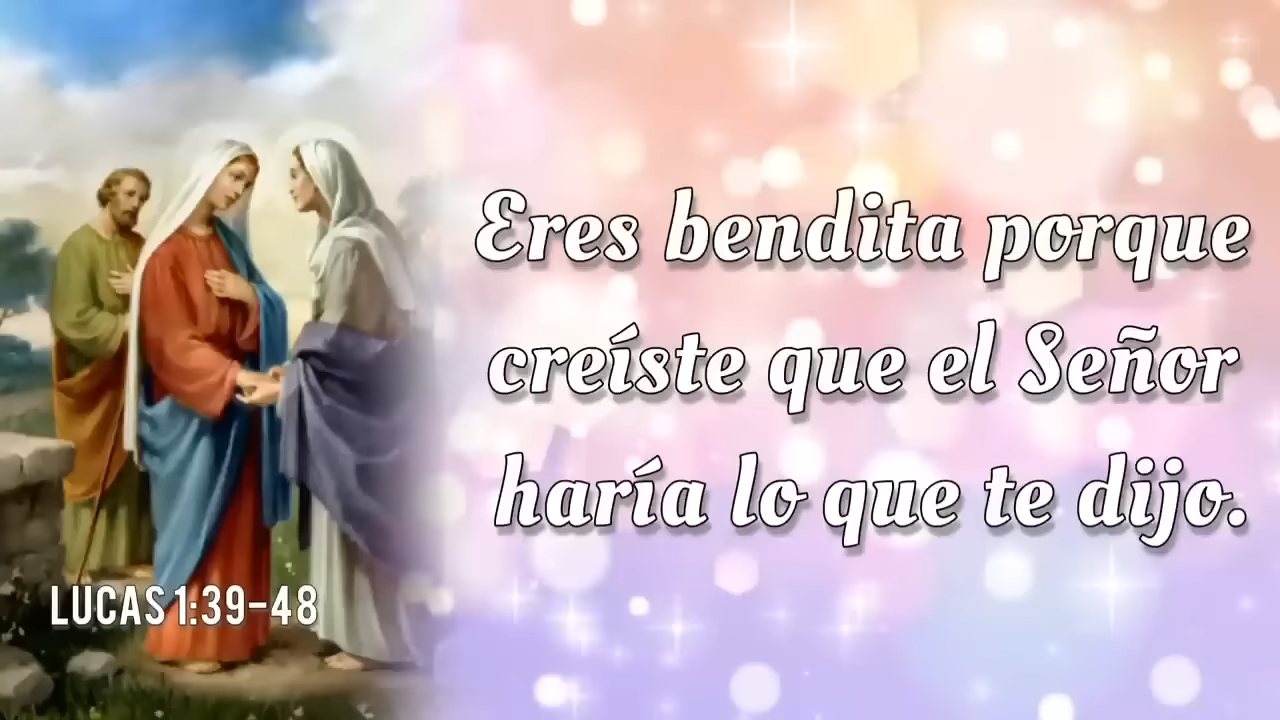 Eres bendita porque
creíste que el Señor
haría lo que te dijo.
LUCAS 1:39-48